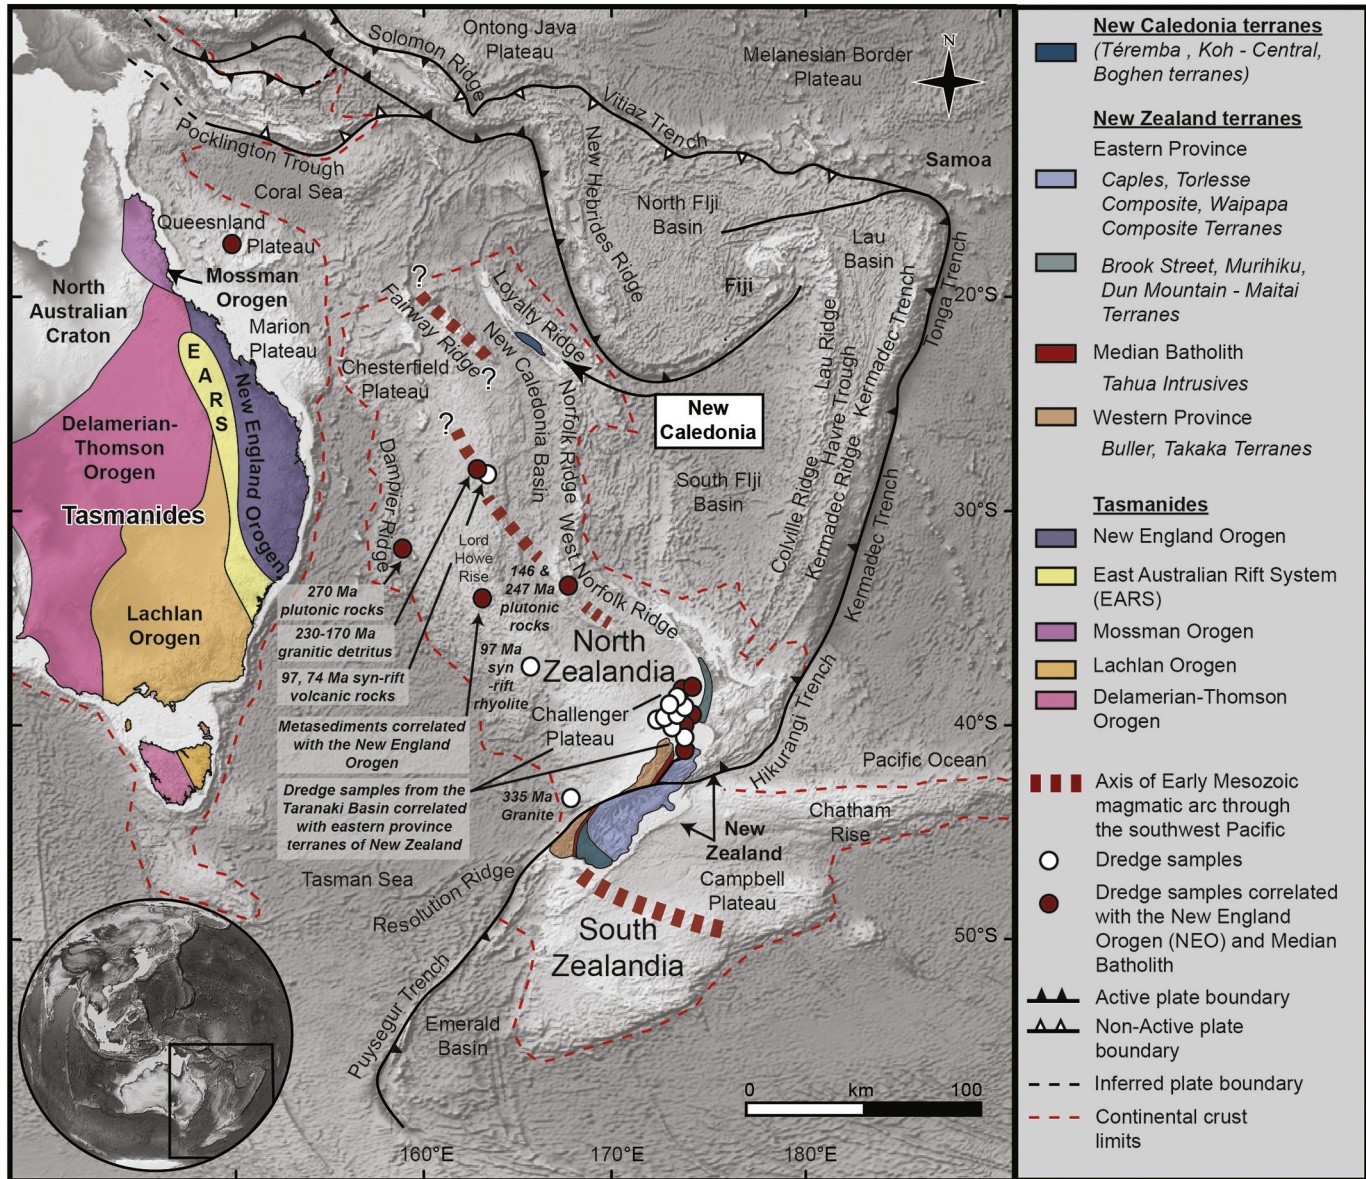 Ontong Java
Plateau
Solomon Ridge
Melanesian Border
Plateau
N
Vitiaz Trench
Samoa
Pocklington Trough
Coral Sea
New Hebrides Ridge
North FIji
Basin
Lau
Basin
Queesnland
Plateau
Mossman
Orogen
North
Australian
Craton
Marion
Plateau
?
Fairway Ridge
?
Loyalty Ridge
Fiji
Tonga Trench
20°S
Chesterfield
Plateau
New Caledonia Basin
Norfolk Ridge
New
Caledonia
Lau Ridge
Havre Trough
Kermadec Trench
E
A
R
S
New England Orogen
Delamerian-
Thomson
Orogen
Tasmanides
?
Dampier Ridge
South FIji
Basin
Colville Ridge
Kermadec Ridge
Kermadec Trench
30°S
Lord
Howe
Rise
West Norfolk Ridge
Lachlan
Orogen
270 Ma
plutonic rocks
230-170 Ma
granitic detritus
97, 74 Ma syn-rift
volcanic rocks
Metasediments correlated
with the New England
Orogen
Dredge samples from the
Taranaki Basin correlated
with eastern province
terranes of New Zealand
146 &
247 Ma
plutonic
rocks
97 Ma
syn
-rift
rhyolite
North
Zealandia
Challenger
Plateau
Hikurangi Trench
40°S
Pacific Ocean
335 Ma
Granite
Chatham
Rise
New
Zealand
Campbell
Plateau
Tasman Sea
Resolution Ridge
South
Zealandia
50°S
Puysegur Trench
Emerald
Basin
0 km 100
160°E 170°E 180°E
New Caledonia terranes
(Téremba , Koh - Central,
Boghen terranes)
New Zealand terranes
Eastern Province
Caples, Torlesse
Composite, Waipapa
Composite Terranes
Brook Street, Murihiku,
Dun Mountain - Maitai
Terranes
Median Batholith
Tahua Intrusives
Western Province
Buller, Takaka Terranes
Tasmanides
New England Orogen
East Australian Rift System
(EARS)
Mossman Orogen
Lachlan Orogen
Delamerian-Thomson
Orogen
Axis of Early Mesozoic
magmatic arc through
the southwest Pacific
Dredge samples
Dredge samples correlated
with the New England
Orogen (NEO) and Median
Batholith
Active plate boundary
Non-Active plate
boundary
Inferred plate boundary
Continental crust
limits